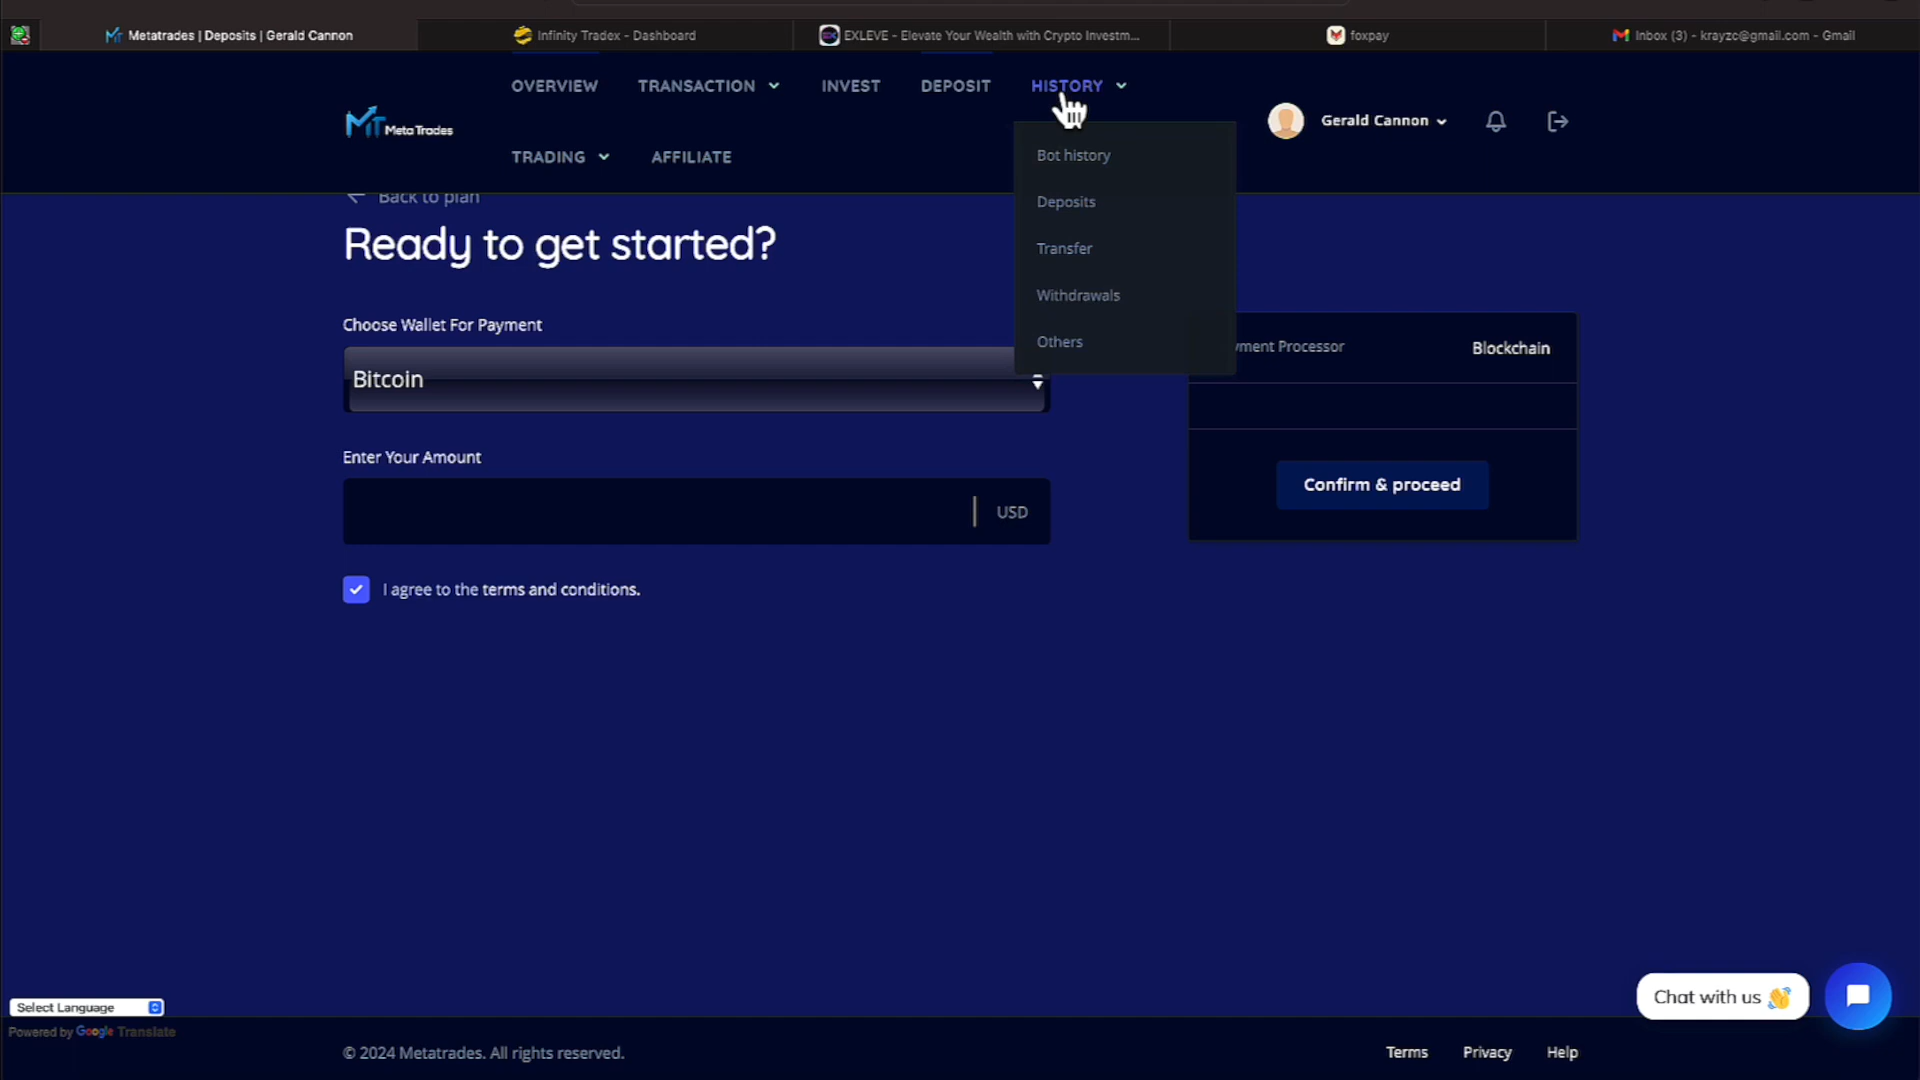 Metatrades | Deposits | Gerald Cannon
Infinity Tradex - Dashboard
EXLEVE - Elevate Your Wealth with Crypto Investm...
foxpay
Inbox (3) - krayzc@gmail.com - Gmail
OVERVIEW
TRANSACTION
INVEST
DEPOSIT
HISTORY
MetaTrades
Gerald Cannon
TRADING
AFFILIATE
Bot history
Deposits
Transfer
Withdrawals
Others
Back to plan
Ready to get started?
Choose Wallet For Payment
Bitcoin
Enter Your Amount
USD
I agree to the terms and conditions.
yment Processor
Blockchain
Confirm & proceed
Chat with us 👋
Select Language
Powered by Google Translate
© 2024 Metatrades. All rights reserved.
Terms
Privacy
Help